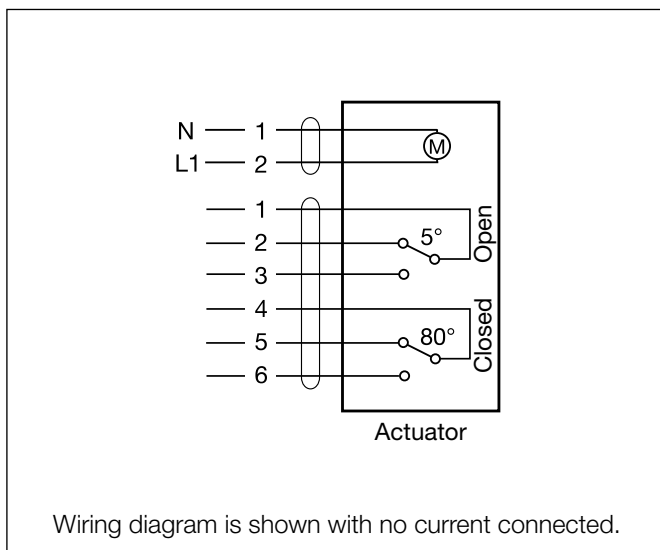 N 1
L1 2
M
1
2 5°
3
Open
4
5 80°
6
Closed
Actuator
Wiring diagram is shown with no current connected.